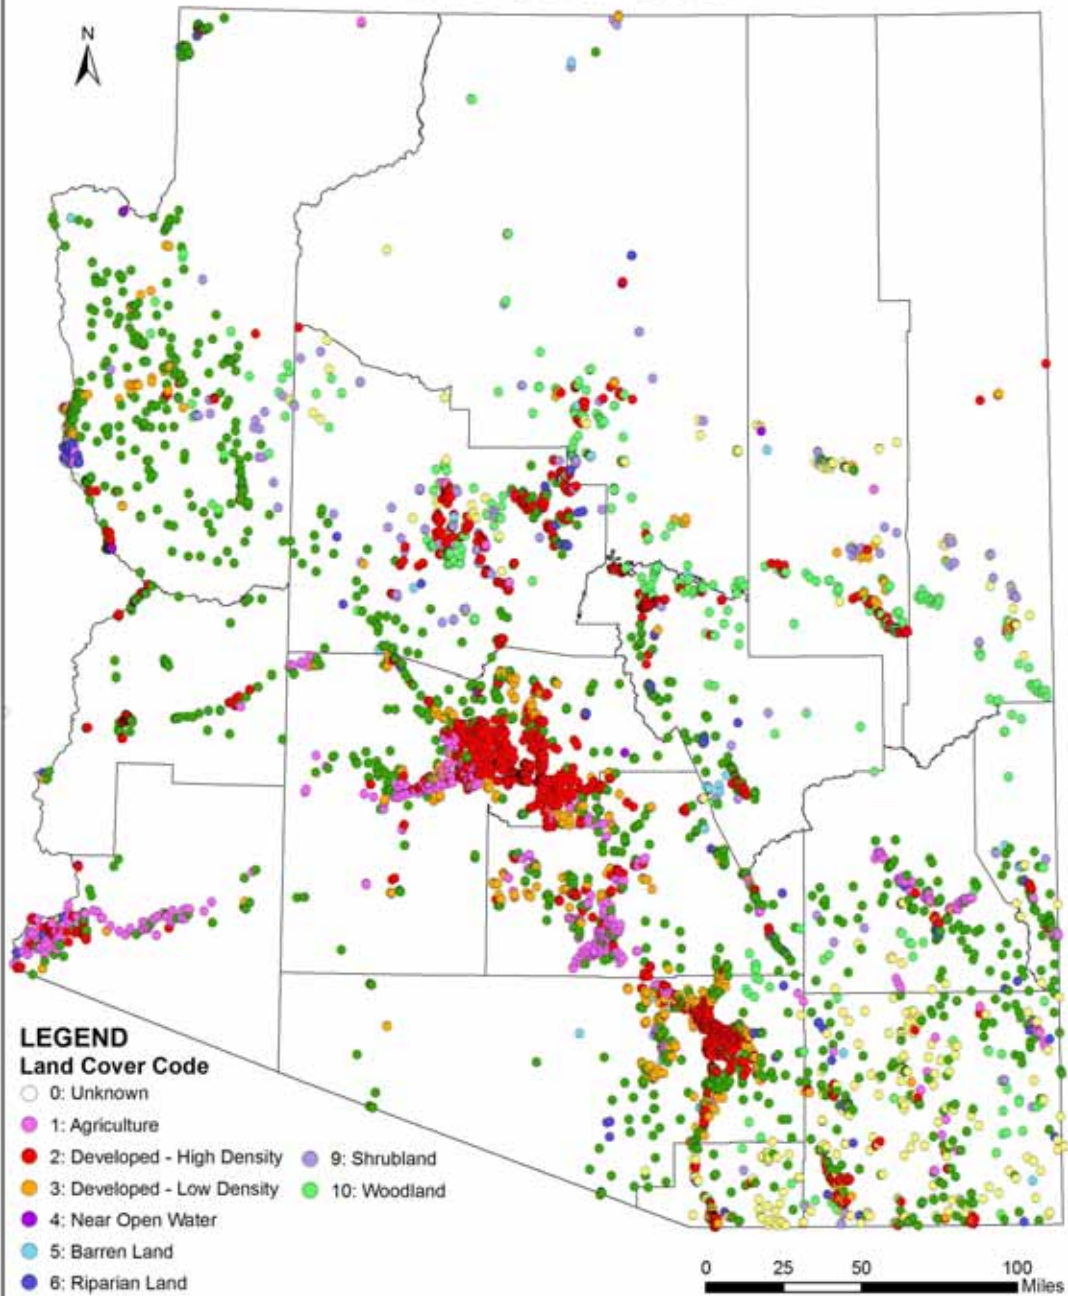 N
LEGEND
Land Cover Code
0: Unknown
1: Agriculture
2: Developed - High Density
3: Developed - Low Density
4: Near Open Water
5: Barren Land
6: Riparian Land
9: Shrubland
10: Woodland
0 25 50 100
Miles